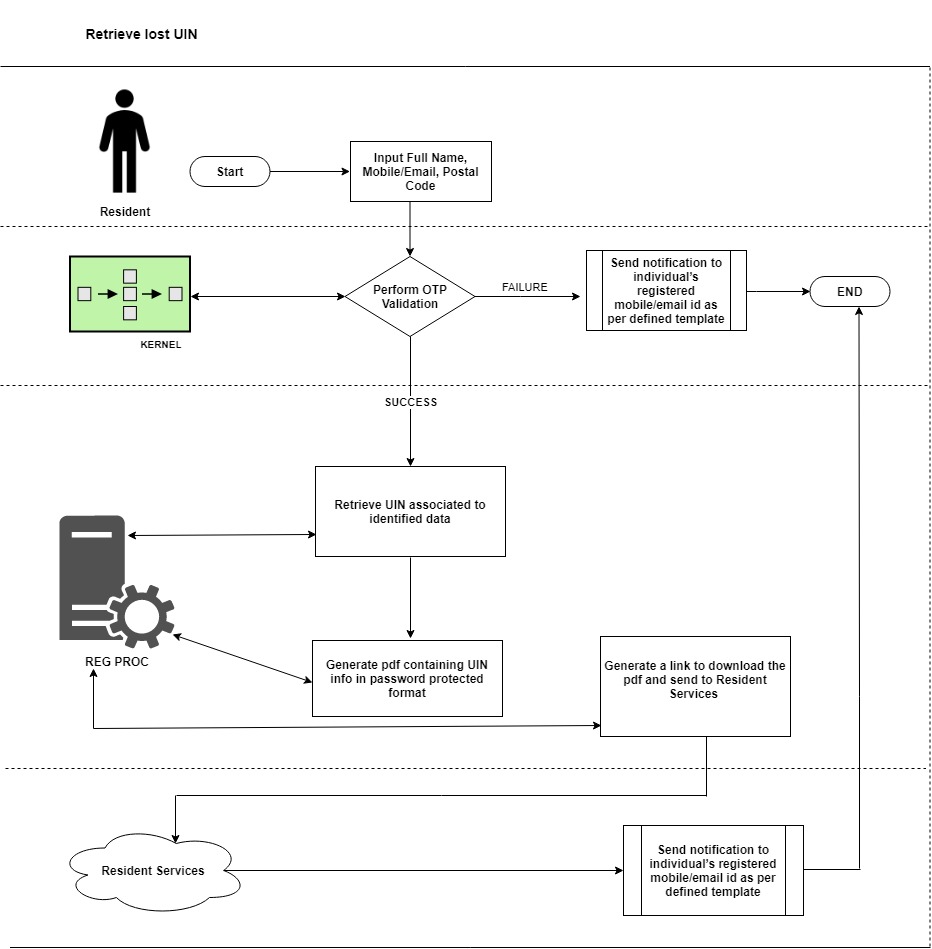 Retrieve lost UIN
Resident
Start
Input Full Name,
Mobile/Email, Postal
Code
KERNEL
Perform OTP
Validation
FAILURE
Send notification to
individual's
registered
mobile/email id as
per defined template
END
SUCCESS
Retrieve UIN associated to
identified data
REG PROC
Generate pdf containing UIN
info in password protected
format
Generate a link to download the
pdf and send to Resident
Services
Resident Services
Send notification to
individual's registered
mobile/email id as per
defined template